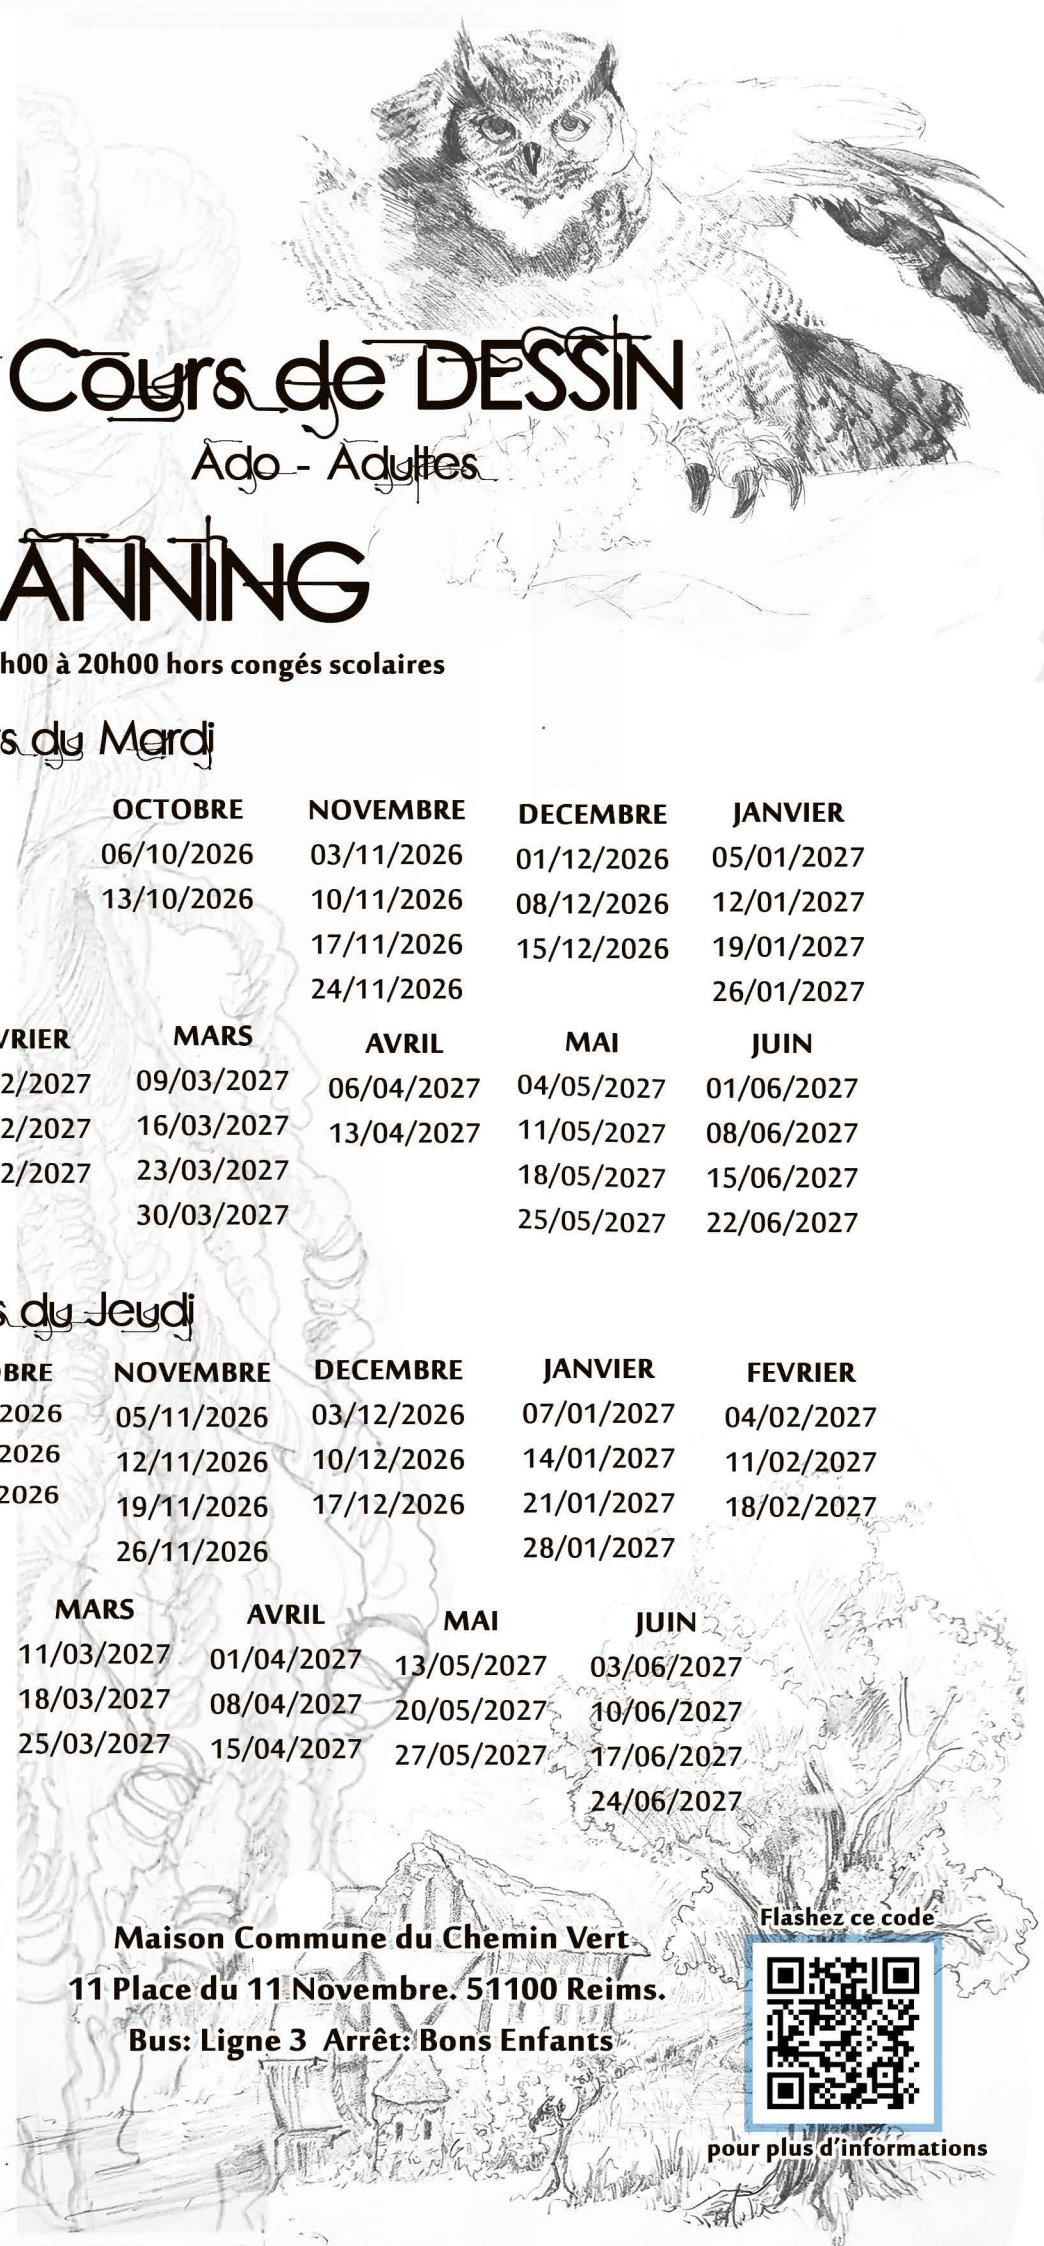 Cours de DESSIN
Ado - Adultes
ANNING
h00 à 20h00 hors congés scolaires
s du Mardi
OCTOBRE NOVEMBRE DECEMBRE JANVIER
06/10/2026 03/11/2026 01/12/2026 05/01/2027
13/10/2026 10/11/2026 08/12/2026 12/01/2027
17/11/2026 15/12/2026 19/01/2027
24/11/2026 26/01/2027
VRIER MARS AVRIL MAI JUIN
2/2027 09/03/2027 06/04/2027 04/05/2027 01/06/2027
2/2027 16/03/2027 13/04/2027 11/05/2027 08/06/2027
2/2027 23/03/2027 18/05/2027 15/06/2027
30/03/2027 25/05/2027 22/06/2027
s du Jeudi
OBRE NOVEMBRE DECEMBRE JANVIER FEVRIER
2026 05/11/2026 03/12/2026 07/01/2027 04/02/2027
2026 12/11/2026 10/12/2026 14/01/2027 11/02/2027
2026 19/11/2026 17/12/2026 21/01/2027 18/02/2027
26/11/2026 28/01/2027
MARS AVRIL MAI JUIN
11/03/2027 01/04/2027 13/05/2027 03/06/2027
18/03/2027 08/04/2027 20/05/2027 10/06/2027
25/03/2027 15/04/2027 27/05/2027 17/06/2027
24/06/2027
Flashez ce code
Maison Commune du Chemin Vert
11 Place du 11 Novembre. 51100 Reims.
Bus: Ligne 3 Arrêt: Bons Enfants
pour plus d'informations